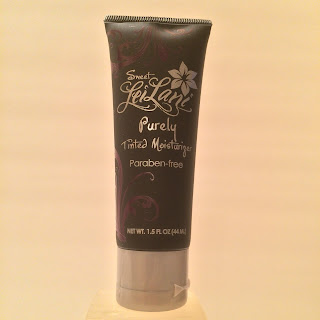 Sweet
LeiLani
Purely
Tinted Moisturizer
Paraben-free
NET WT. 1.5 FL OZ (44 mL)